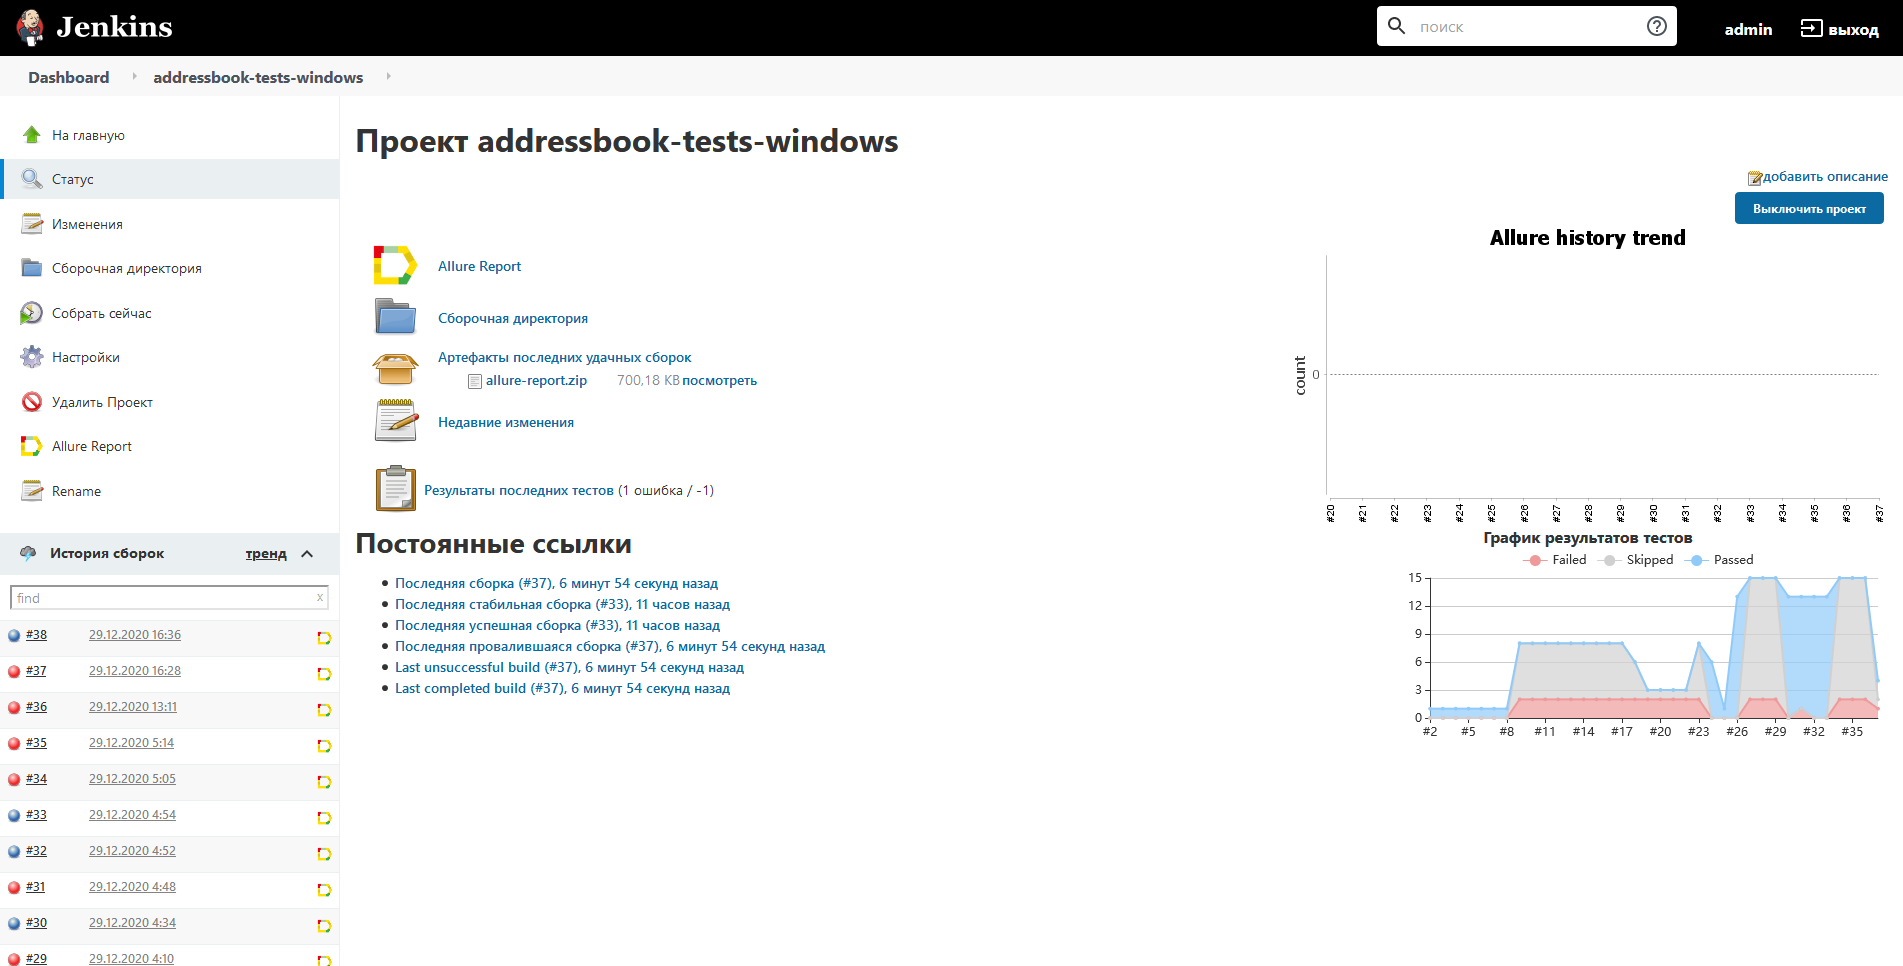 Jenkins
поиск
admin
выход
Dashboard
addressbook-tests-windows
На главную
Статус
Изменения
Сборочная директория
Собрать сейчас
Настройки
Удалить Проект
Allure Report
Rename
История сборок
тренд
find
x
#38 29.12.2020 16:36
#37 29.12.2020 16:28
#36 29.12.2020 13:11
#35 29.12.2020 5:14
#34 29.12.2020 5:05
#33 29.12.2020 4:54
#32 29.12.2020 4:52
#31 29.12.2020 4:48
#30 29.12.2020 4:34
#29 29.12.2020 4:10
Проект addressbook-tests-windows
добавить описание
Выключить проект
Allure Report
Сборочная директория
Артефакты последних удачных сборок
allure-report.zip 700,18 KB посмотреть
Недавние изменения
Результаты последних тестов (1 ошибка / -1)
Постоянные ссылки
Последняя сборка (#37), 6 минут 54 секунд назад
Последняя стабильная сборка (#33), 11 часов назад
Последняя успешная сборка (#33), 11 часов назад
Последняя провалившаяся сборка (#37), 6 минут 54 секунд назад
Last unsuccessful build (#37), 6 минут 54 секунд назад
Last completed build (#37), 6 минут 54 секунд назад
Allure history trend
count
0
#20 #21 #22 #23 #24 #25 #26 #27 #28 #29 #30 #31 #32 #33 #34 #35 #36 #37
График результатов тестов
Failed Skipped Passed
15
12
9
6
3
0
#2 #5 #8 #11 #14 #17 #20 #23 #26 #29 #32 #35